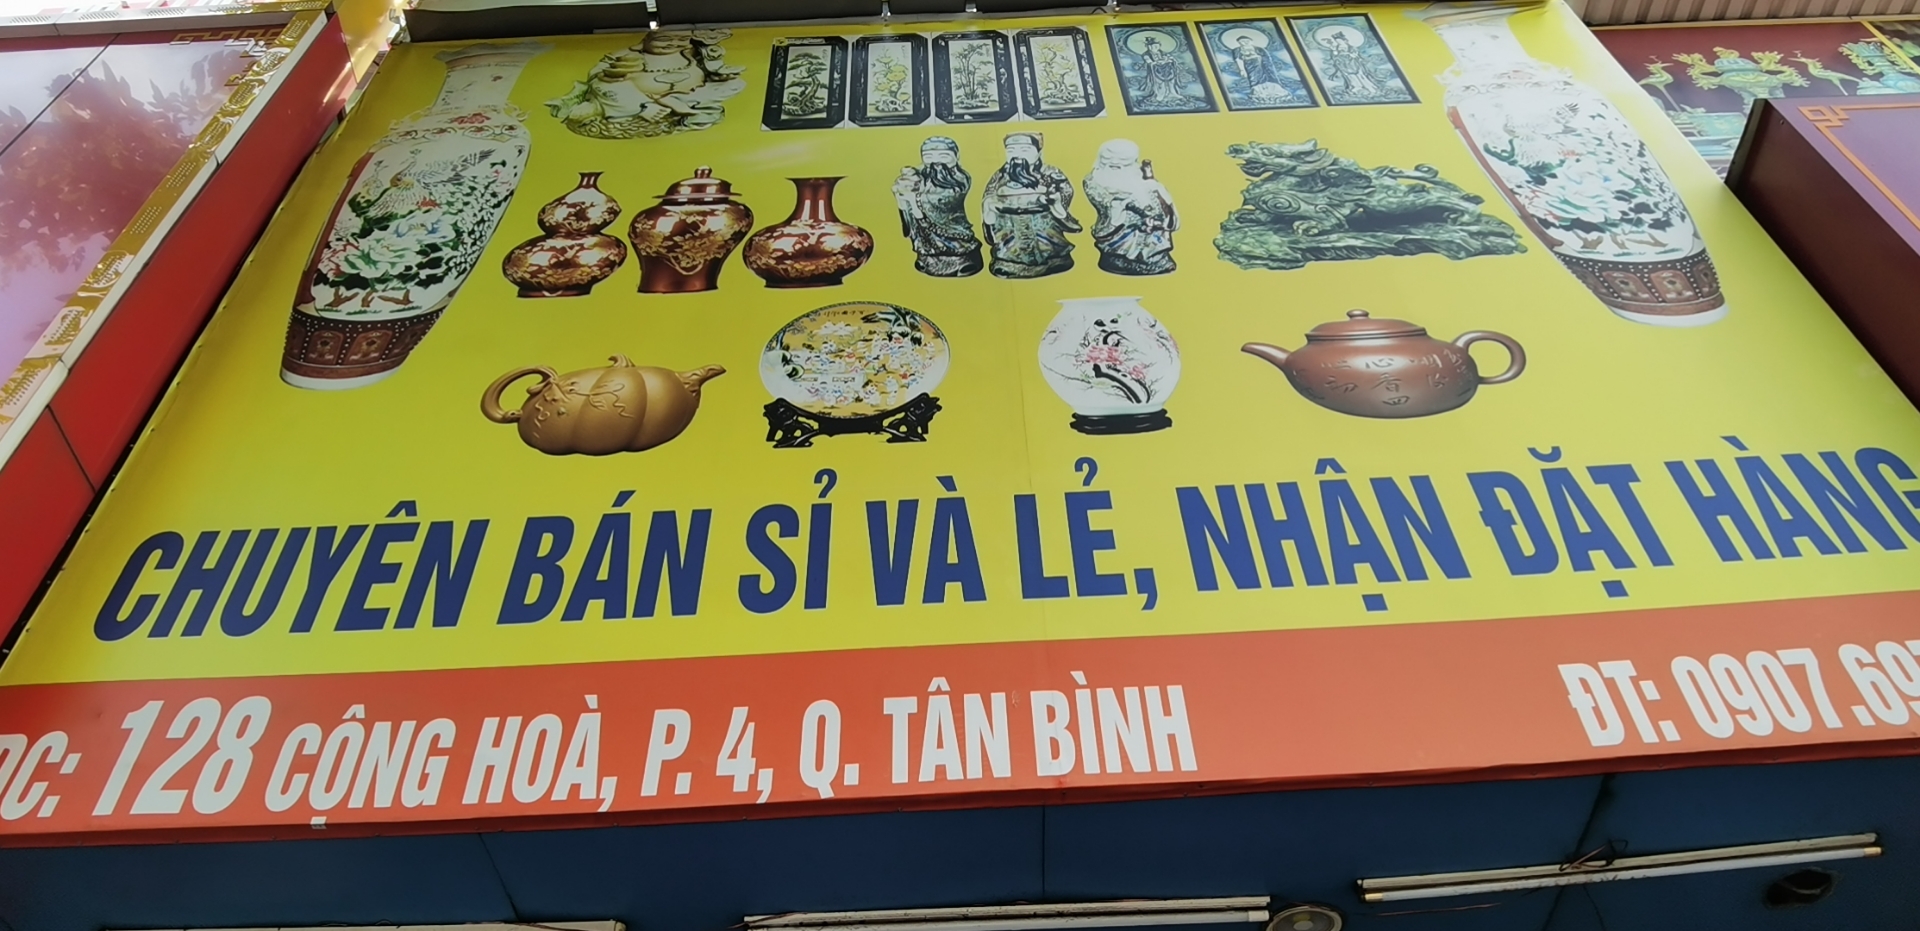 CHUYÊN BÁN SỈ VÀ LẺ, NHẬN ĐẶT HÀNG
ĐC: 128 CỘNG HOÀ, P. 4, Q. TÂN BÌNH
ĐT: 0907.69